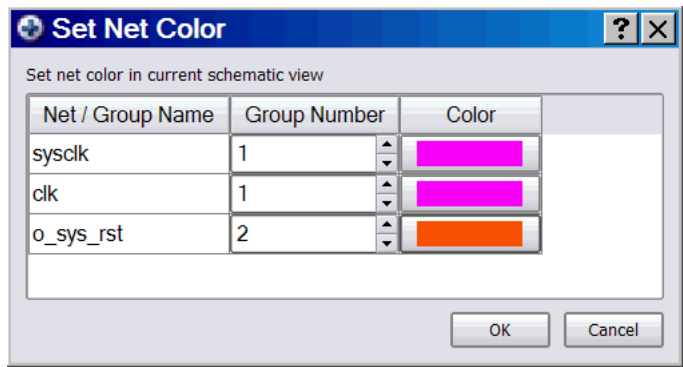 Set Net Color
?
Set net color in current schematic view
Net / Group Name Group Number Color
sysclk 1
clk 1
o_sys_rst 2
OK Cancel